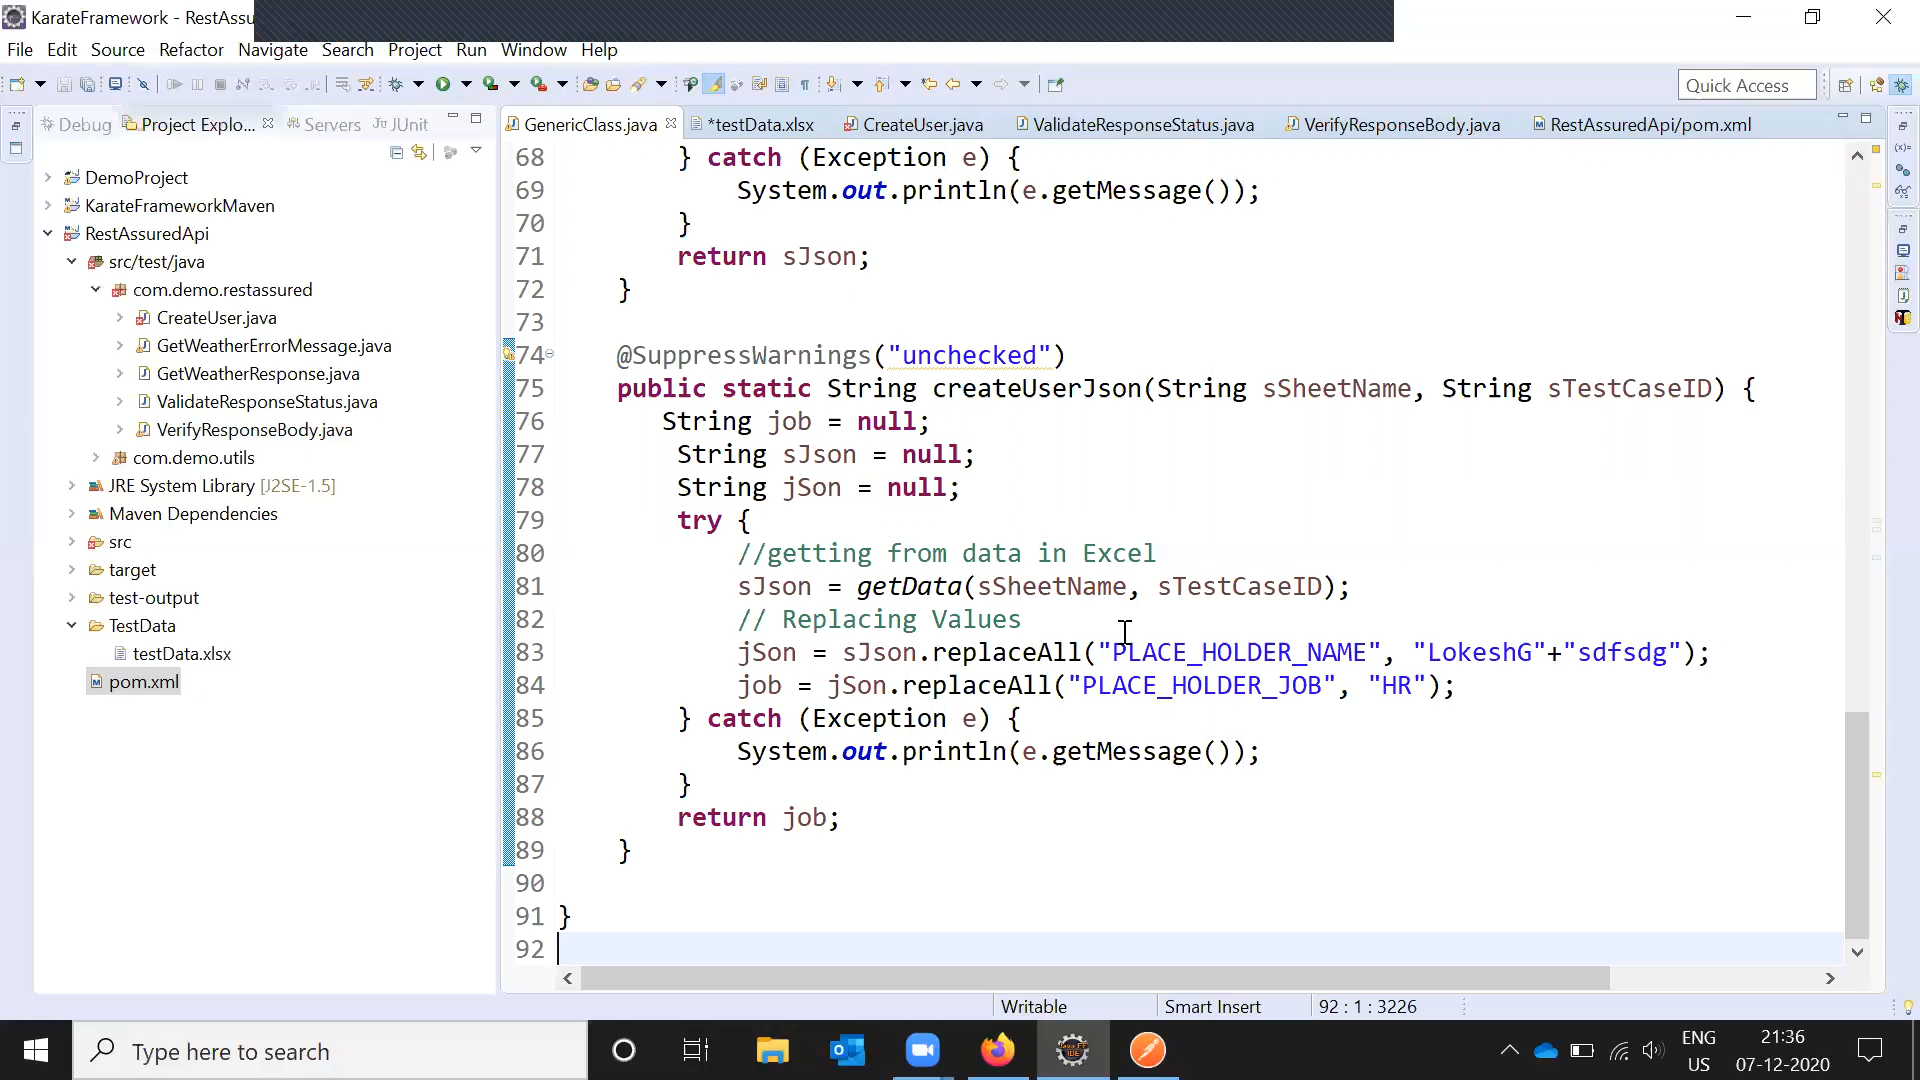 KarateFramework - RestAssu
File Edit Source Refactor Navigate Search Project Run Window Help
Quick Access
Debug Project Explo... Servers JUnit
GenericClass.java *testData.xlsx CreateUser.java ValidateResponseStatus.java VerifyResponseBody.java RestAssuredApi/pom.xml
DemoProject
KarateFrameworkMaven
RestAssuredApi
src/test/java
com.demo.restassured
CreateUser.java
GetWeatherErrorMessage.java
GetWeatherResponse.java
ValidateResponseStatus.java
VerifyResponseBody.java
com.demo.utils
JRE System Library [J2SE-1.5]
Maven Dependencies
src
target
test-output
TestData
testData.xlsx
pom.xml
68 } catch (Exception e) {
69 System.out.println(e.getMessage());
70 }
71 return sJson;
72 }
73
74 @SuppressWarnings("unchecked")
75 public static String createUserJson(String sSheetName, String sTestCaseID) {
76 String job = null;
77 String sJson = null;
78 String jSon = null;
79 try {
80 //getting from data in Excel
81 sJson = getData(sSheetName, sTestCaseID);
82 // Replacing Values
83 jSon = sJson.replaceAll("PLACE_HOLDER_NAME", "LokeshG"+"sdfsdg");
84 job = jSon.replaceAll("PLACE_HOLDER_JOB", "HR");
85 } catch (Exception e) {
86 System.out.println(e.getMessage());
87 }
88 return job;
89 }
90
91 }
92
Writable Smart Insert 92 : 1 : 3226
Type here to search
ENG
US
21:36
07-12-2020